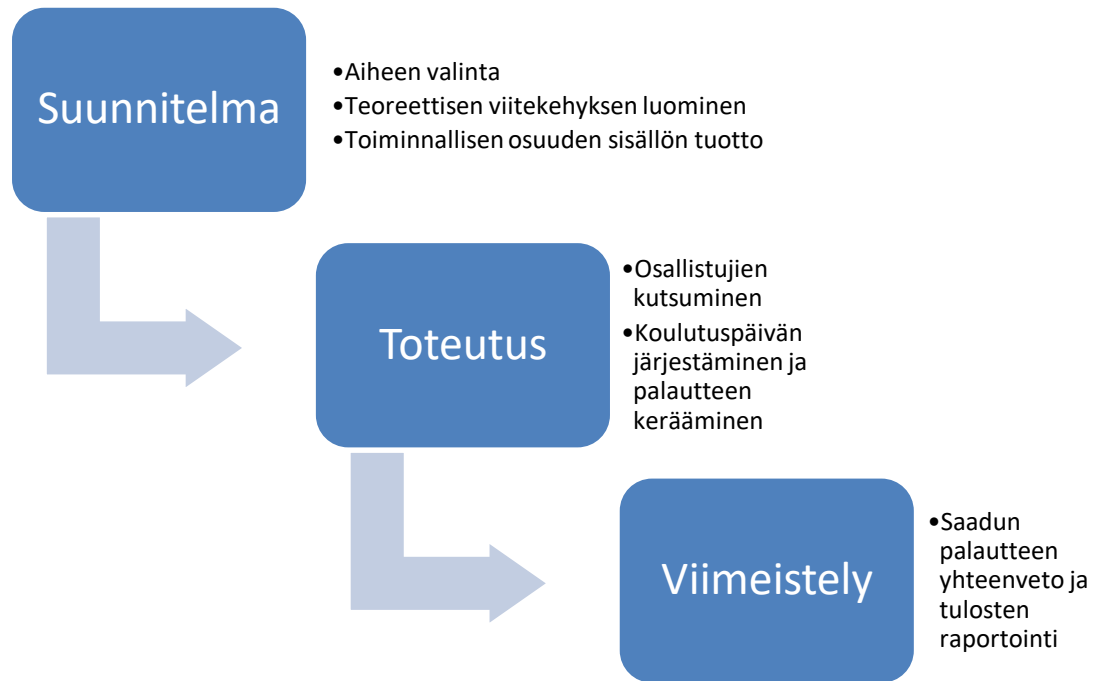 Suunnitelma
•Aiheen valinta
•Teoreettisen viitekehyksen luominen
•Toiminnallisen osuuden sisällön tuotto
Toteutus
•Osallistujien
kutsuminen
•Koulutuspäivän
järjestäminen ja
palautteen
kerääminen
Viimeistely
•Saadun
palautteen
yhteenveto ja
tulosten
raportointi